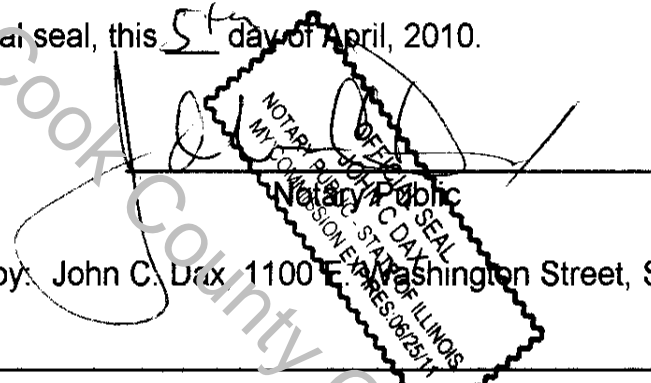 al seal, this 5th day of April, 2010.
OFFICIAL SEAL
JOHN C DAX
NOTARY PUBLIC - STATE OF ILLINOIS
MY COMMISSION EXPIRES:06/25/11
Notary Public
by: John C. Dax 1100 E. Washington Street, S
Cook County